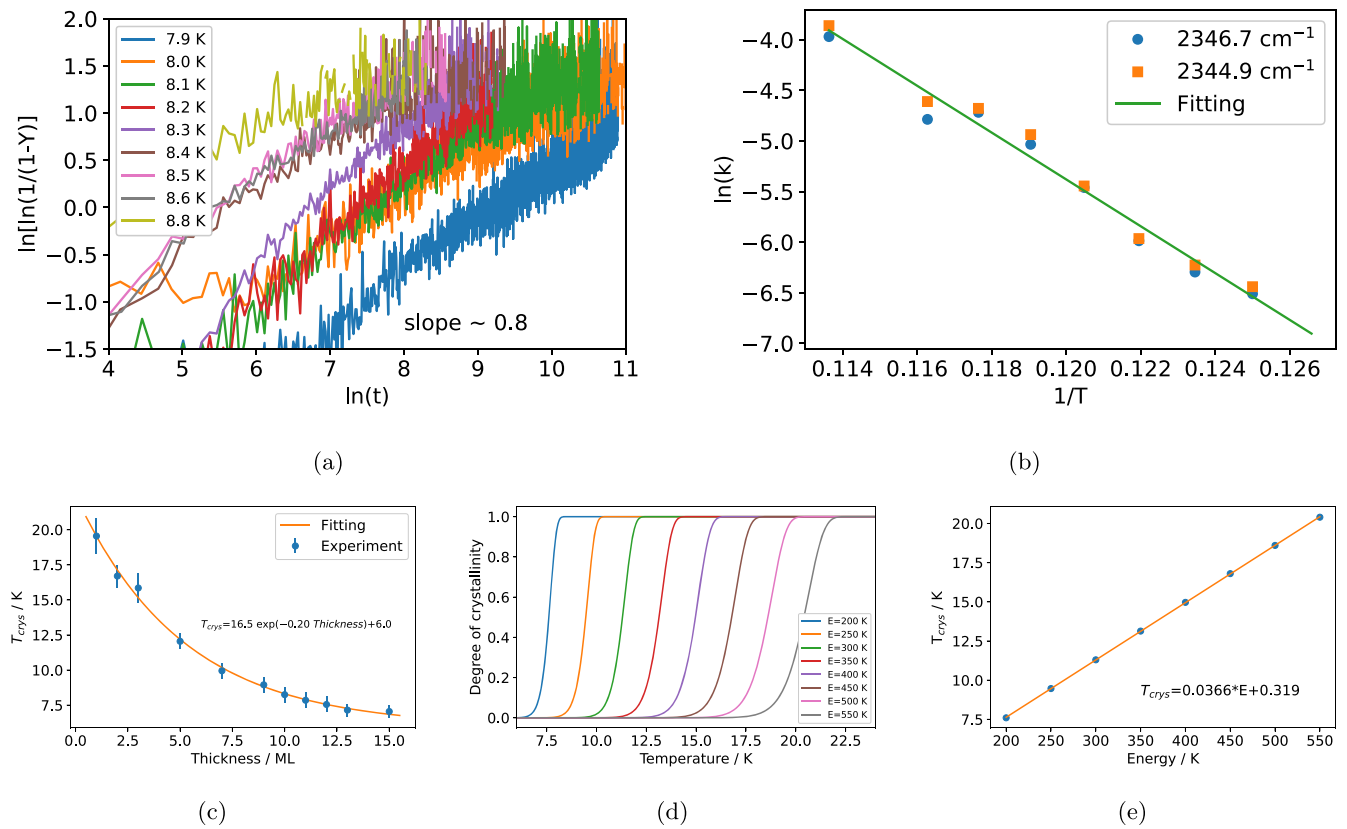 2.0
1.5
1.0
0.5
0.0
−0.5
−1.0
−1.5
ln[ln(1/(1-Y)]
7.9 K
8.0 K
8.1 K
8.2 K
8.3 K
8.4 K
8.5 K
8.6 K
8.8 K
slope ~ 0.8
4 5 6 7 8 9 10 11
ln(t)
(a)
−4.0
−4.5
−5.0
−5.5
−6.0
−6.5
−7.0
ln(k)
2346.7 cm⁻¹
2344.9 cm⁻¹
Fitting
0.114 0.116 0.118 0.120 0.122 0.124 0.126
1/T
(b)
20.0
17.5
15.0
12.5
10.0
7.5
T_crys / K
Fitting
Experiment
T_crys=16.5 exp(−0.20 Thickness)+6.0
0.0 2.5 5.0 7.5 10.0 12.5 15.0
Thickness / ML
(c)
1.0
0.8
0.6
0.4
0.2
0.0
Degree of crystallinity
E=200 K
E=250 K
E=300 K
E=350 K
E=400 K
E=450 K
E=500 K
E=550 K
7.5 10.0 12.5 15.0 17.5 20.0 22.5
Temperature / K
(d)
20.0
17.5
15.0
12.5
10.0
7.5
T_crys / K
T_crys=0.0366*E+0.319
200 250 300 350 400 450 500 550
Energy / K
(e)